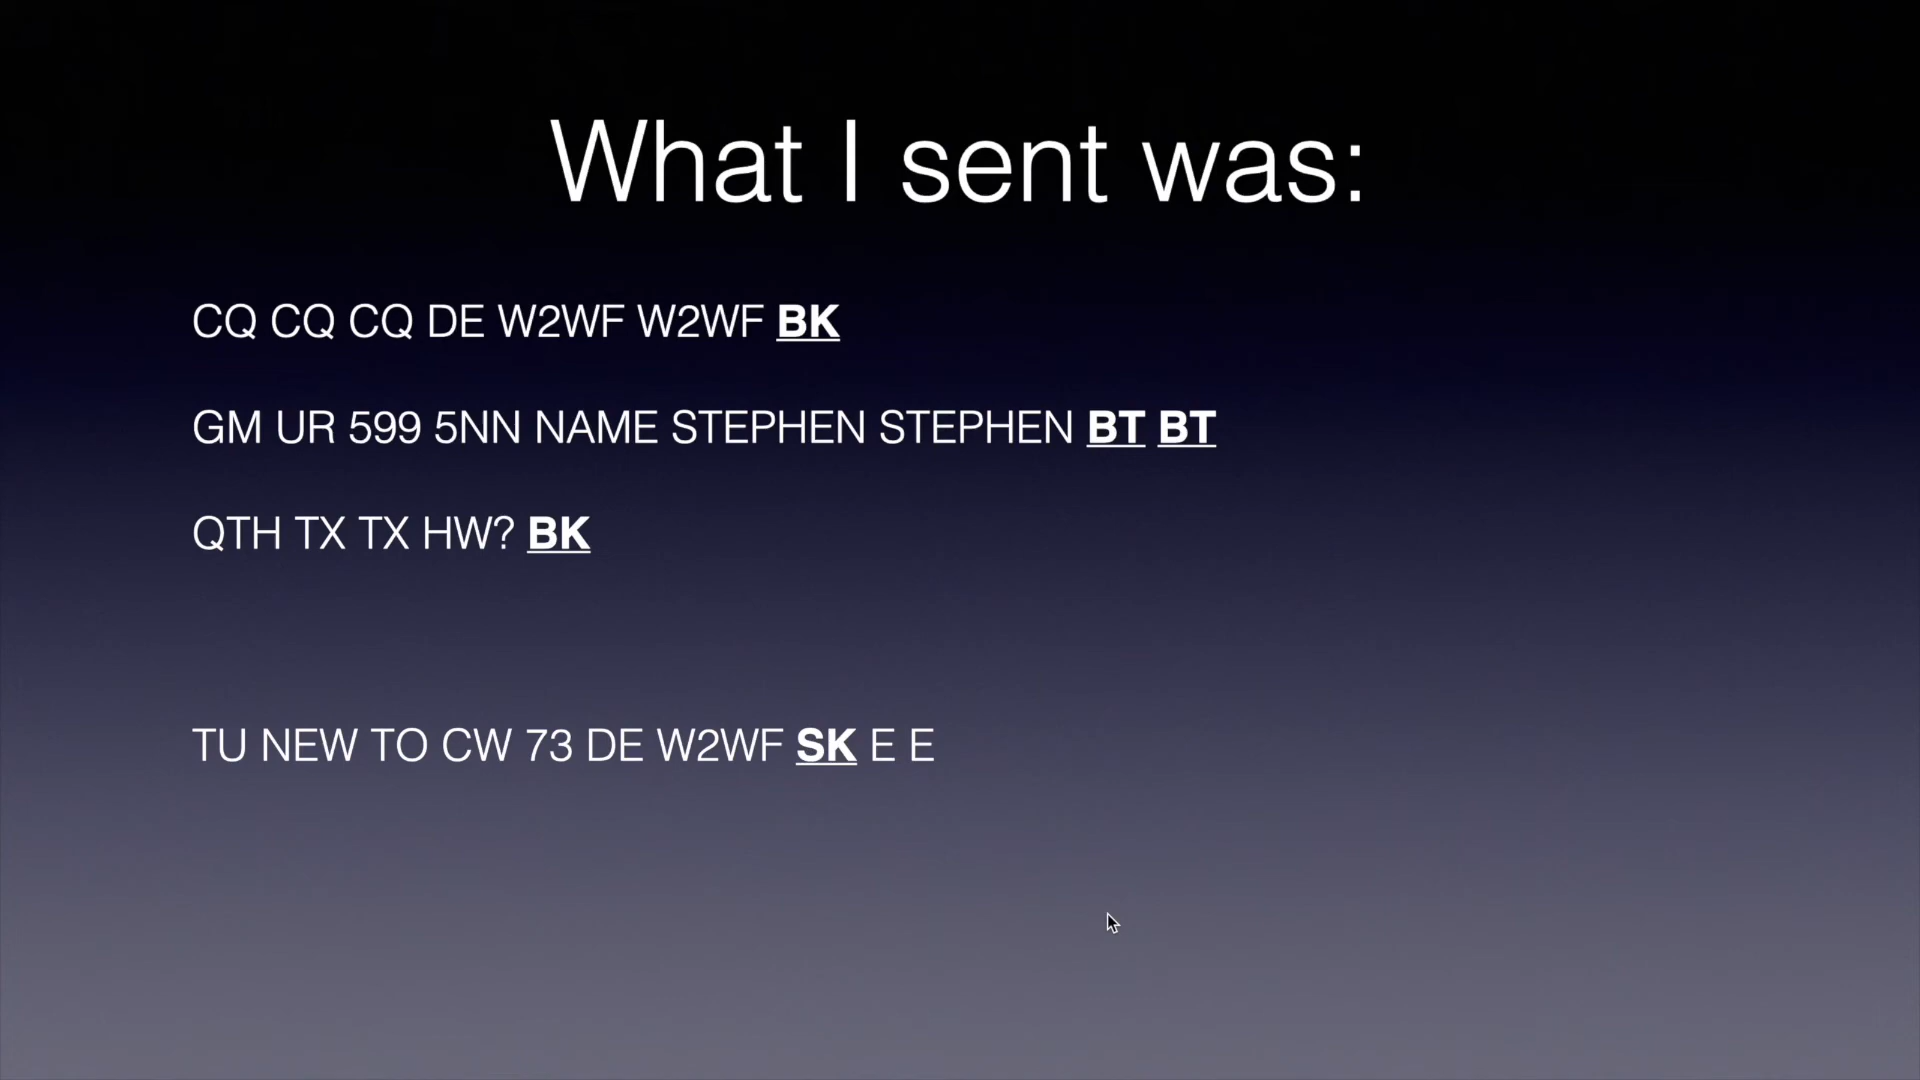 What I sent was:
CQ CQ CQ DE W2WF W2WF BK
GM UR 599 5NN NAME STEPHEN STEPHEN BT BT
QTH TX TX HW? BK
TU NEW TO CW 73 DE W2WF SK E E